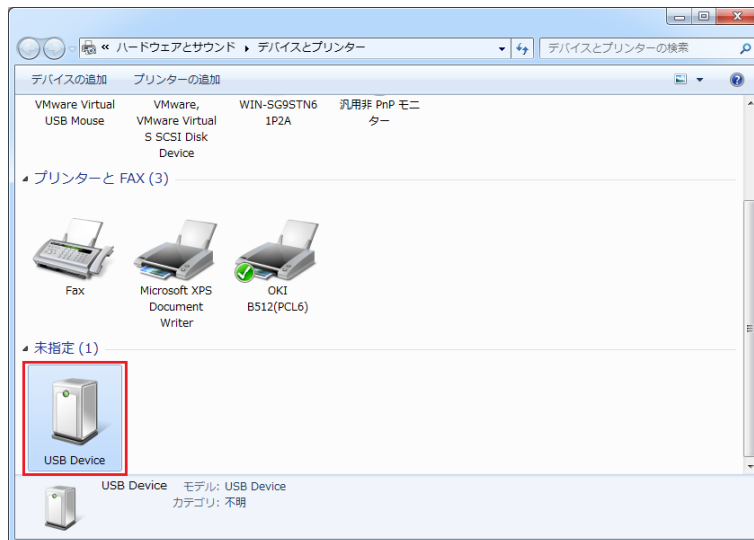 « ハードウェアとサウンド ▸ デバイスとプリンター
デバイスとプリンターの検索
デバイスの追加 プリンターの追加
VMware Virtual
USB Mouse
VMware,
VMware Virtual
S SCSI Disk
Device
WIN-SG9STN6
1P2A
汎用非 PnP モニ
ター
プリンターと FAX (3)
Fax
Microsoft XPS
Document
Writer
OKI
B512(PCL6)
未指定 (1)
USB Device
USB Device モデル: USB Device
カテゴリ: 不明